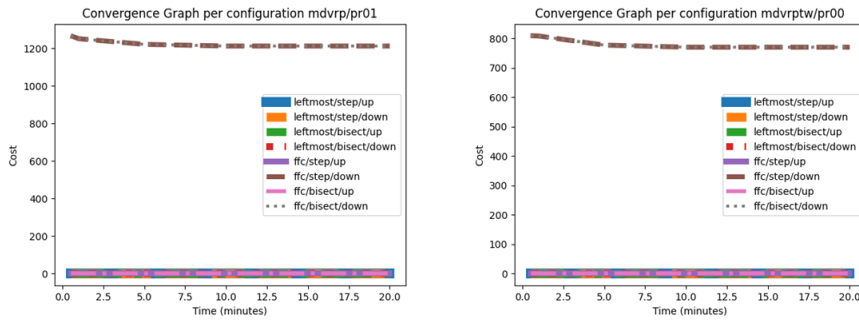 Convergence Graph per configuration mdvrp/pr01
1200
1000
800
600
400
200
0
Cost
leftmost/step/up
leftmost/step/down
leftmost/bisect/up
leftmost/bisect/down
ffc/step/up
ffc/step/down
ffc/bisect/up
ffc/bisect/down
0.0 2.5 5.0 7.5 10.0 12.5 15.0 17.5 20.0
Time (minutes)
Convergence Graph per configuration mdvrptw/pr00
800
700
600
500
400
300
200
100
0
Cost
leftmost/step/up
leftmost/step/down
leftmost/bisect/up
leftmost/bisect/down
ffc/step/up
ffc/step/down
ffc/bisect/up
ffc/bisect/down
0.0 2.5 5.0 7.5 10.0 12.5 15.0 17.5 20.0
Time (minutes)